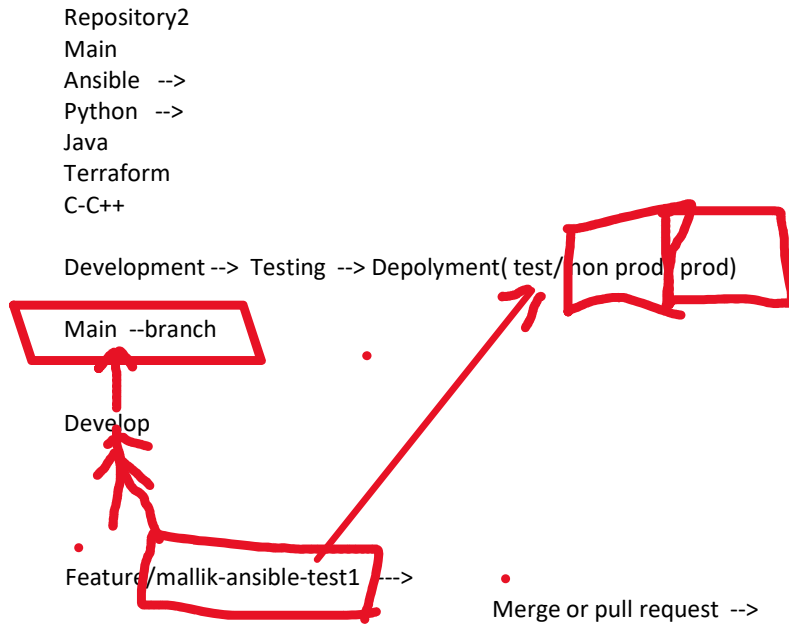 Repository2
Main
Ansible -->
Python -->
Java
Terraform
C-C++
Development --> Testing --> Depolyment( test/non prod/ prod)
Main --branch
Develop
Feature/mallik-ansible-test1 --->
Merge or pull request -->